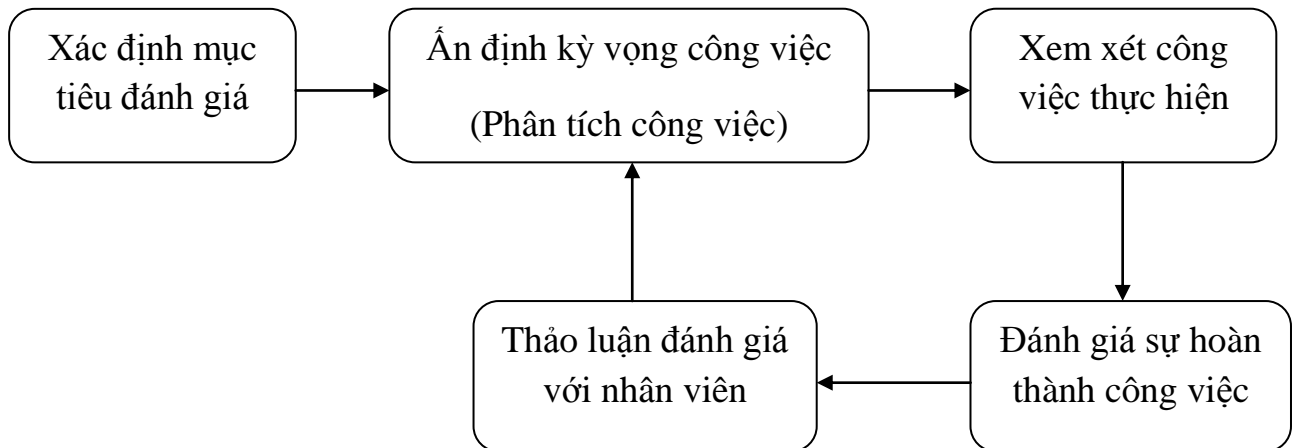 Xác định mục
tiêu đánh giá
Ấn định kỳ vọng công việc
(Phân tích công việc)
Xem xét công
việc thực hiện
Đánh giá sự hoàn
thành công việc
Thảo luận đánh giá
với nhân viên